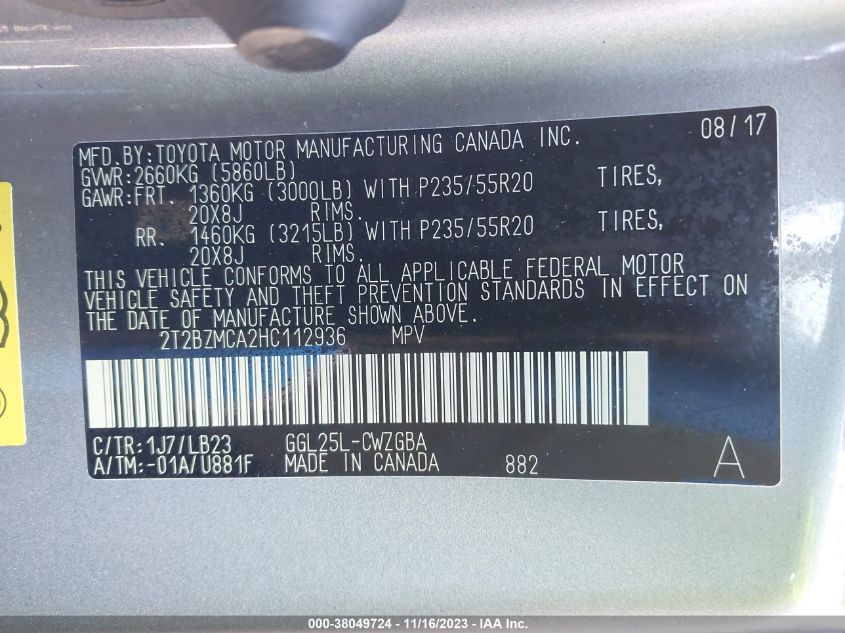 MFD.BY:TOYOTA MOTOR MANUFACTURING CANADA INC. 08/17
GVWR:2660KG (5860LB)
GAWR:FRT. 1360KG (3000LB) WITH P235/55R20 TIRES,
20X8J RIMS.
RR. 1460KG (3215LB) WITH P235/55R20 TIRES,
20X8J RIMS.
THIS VEHICLE CONFORMS TO ALL APPLICABLE FEDERAL MOTOR
VEHICLE SAFETY AND THEFT PREVENTION STANDARDS IN EFFECT ON
THE DATE OF MANUFACTURE SHOWN ABOVE.
2T2BZMCA2HC112936 MPV
C/TR:1J7/LB23 GGL25L-CWZGBA
A/TM:-01A/U881F MADE IN CANADA 882 A
000-38049724 - 11/16/2023 - IAA Inc.